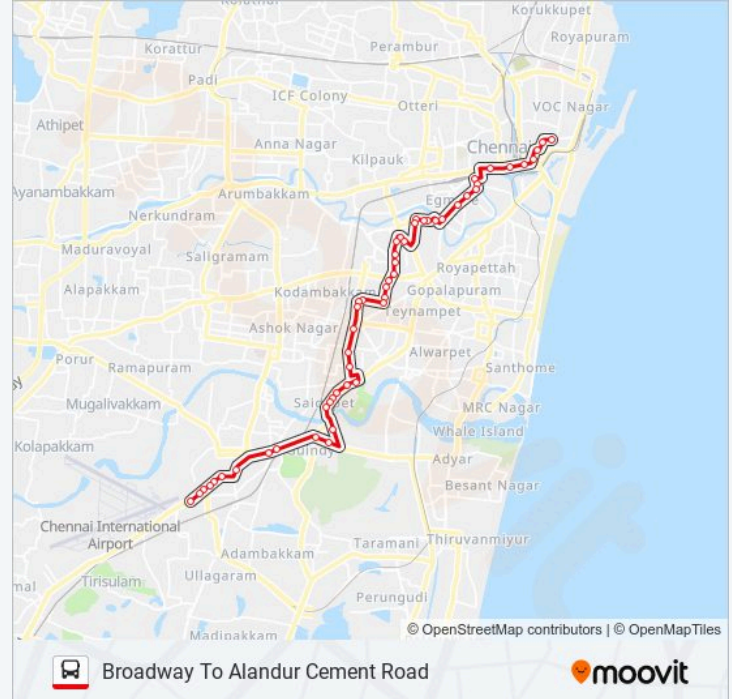 Korukkupet
Royapuram
Korattur
Perambur
Padi
ICF Colony
Otteri
VOC Nagar
Athipet
Anna Nagar
Chennai
Kilpauk
Ayanambakkam
Arumbakkam
Nerkundram
Maduravoyal
Saligramam
Royapettah
Alapakkam
Kodambakkam
Gopalapuram
Teynampet
Ashok Nagar
Alwarpet
Porur
Ramapuram
Santhome
Mugalivakkam
MRC Nagar
Whale Island
Kolapakkam
Guindy
Adyar
Besant Nagar
Chennai International
Airport
Adambakkam
Taramani
Thiruvanmiyur
Tirisulam
Ullagaram
Perungudi
Madipakkam
© OpenStreetMap contributors | © OpenMapTiles
Broadway To Alandur Cement Road
moovit